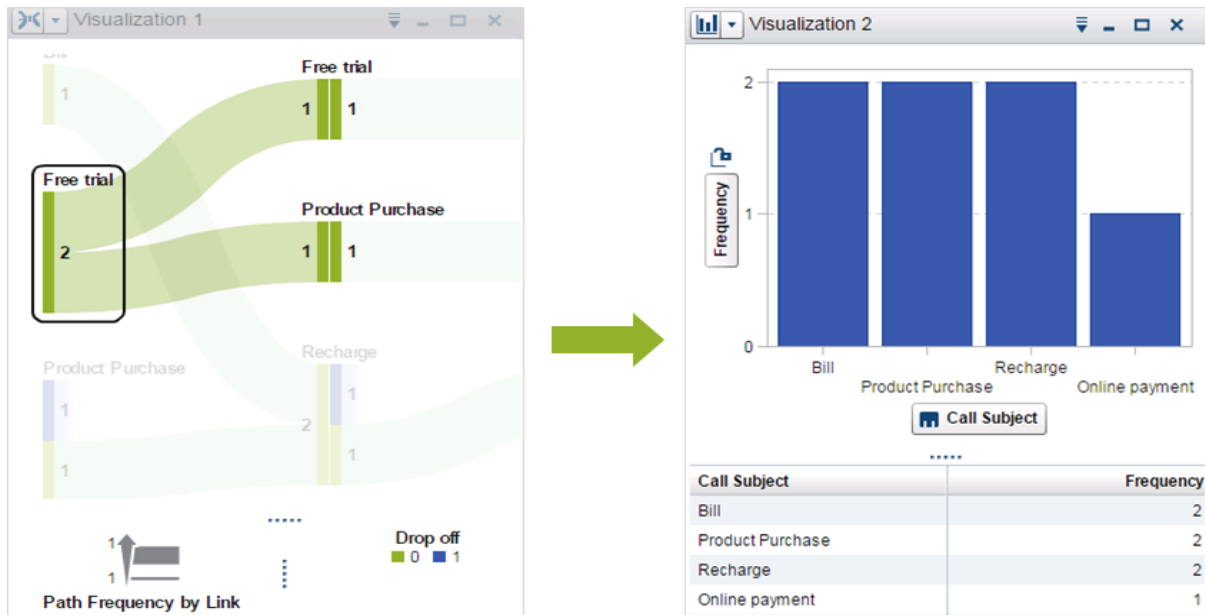 Visualization 1
Bill
1
Free trial
1 1
Free trial
2
Product Purchase
1 1
Product Purchase
1
1
Recharge
1
2
1
Drop off
0 1
1
1
Path Frequency by Link
Visualization 2
2
1
0
Frequency
Bill
Product Purchase
Recharge
Online payment
Call Subject
Call Subject Frequency
Bill 2
Product Purchase 2
Recharge 2
Online payment 1